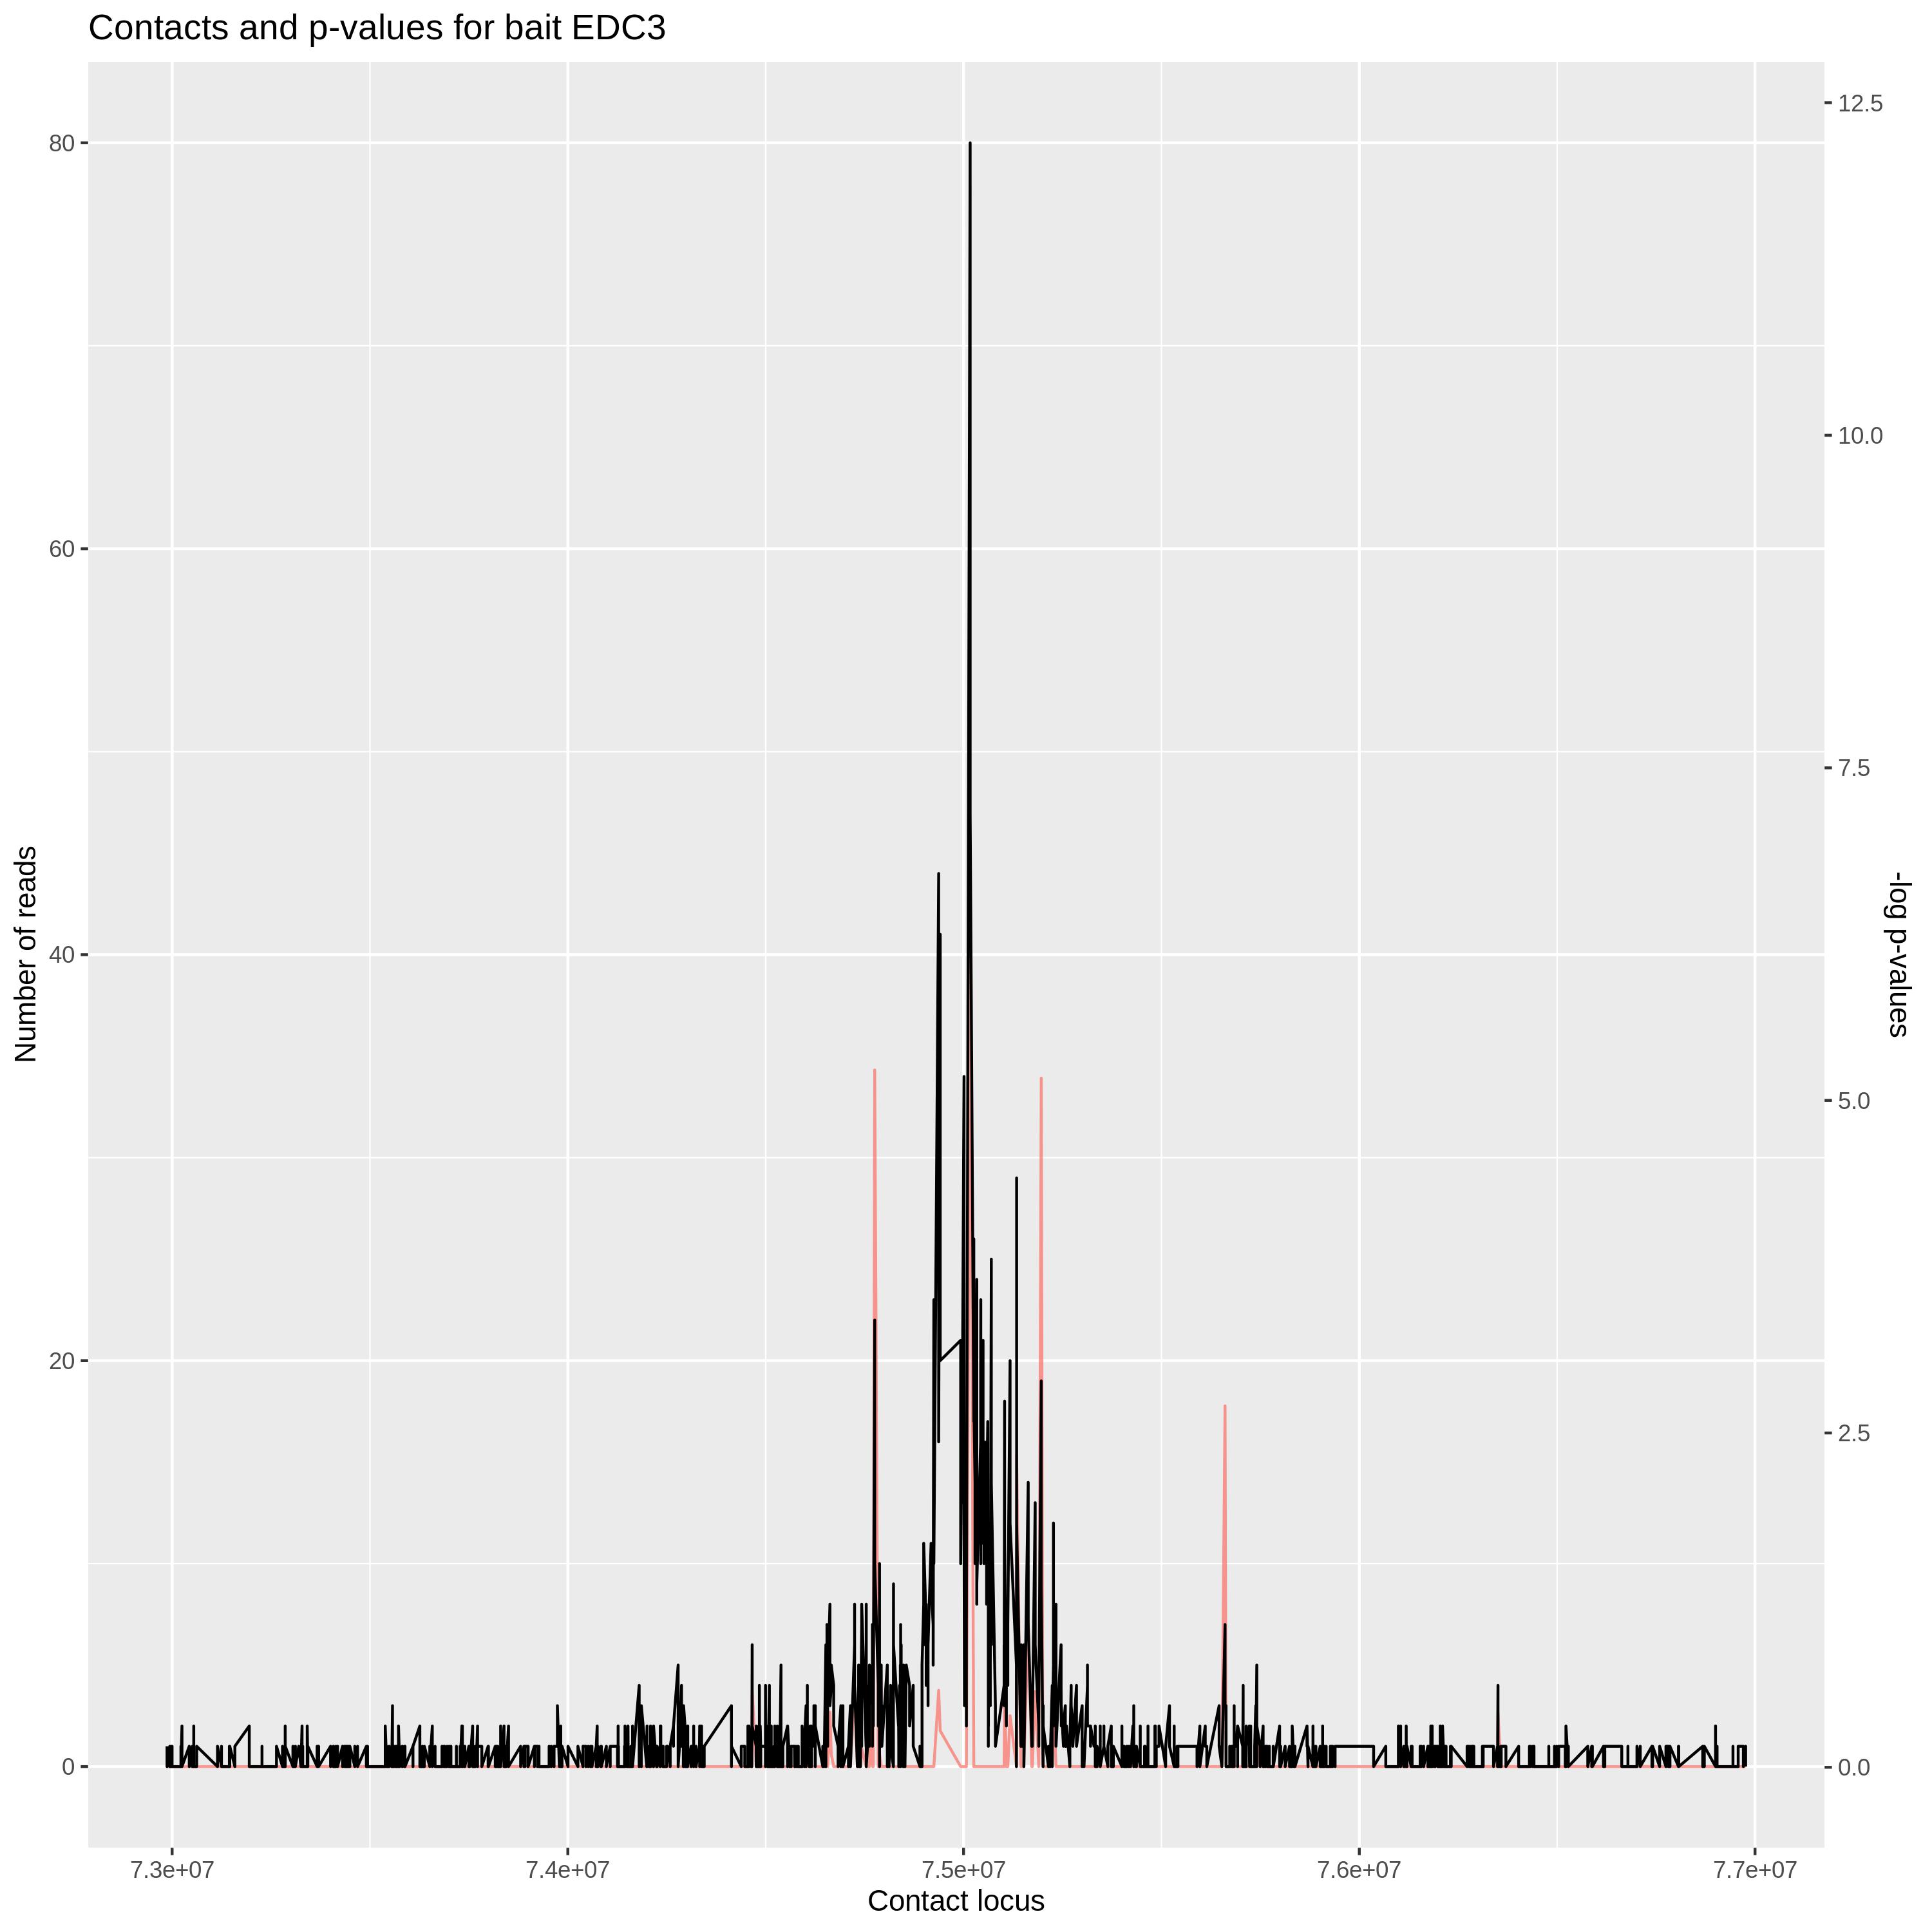 Contacts and p-values for bait EDC3
80
60
40
20
0
Number of reads
12.5
10.0
7.5
5.0
2.5
0.0
-log p-values
7.3e+07 7.4e+07 7.5e+07 7.6e+07 7.7e+07
Contact locus